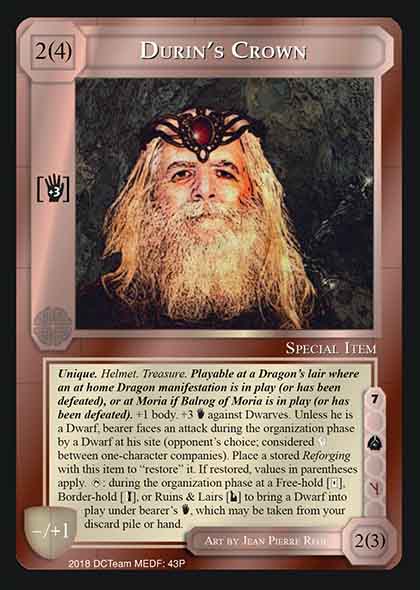 2(4)
DURIN'S CROWN
+3
SPECIAL ITEM
Unique. Helmet. Treasure. Playable at a Dragon's lair where
an at home Dragon manifestation is in play (or has been
defeated), or at Moria if Balrog of Moria is in play (or has
been defeated). +1 body. +3 against Dwarves. Unless he is
a Dwarf, bearer faces an attack during the organization phase
by a Dwarf at his site (opponent's choice; considered
between one-character companies). Place a stored Reforging
with this item to "restore" it. If restored, values in parentheses
apply. : during the organization phase at a Free-hold [ ],
Border-hold [ ], or Ruins & Lairs [ ] to bring a Dwarf into
play under bearer's , which may be taken from your
discard pile or hand.
7
–/+1
ART BY JEAN PIERRE
2(3)
2018 DCTeam MEDF: 43P